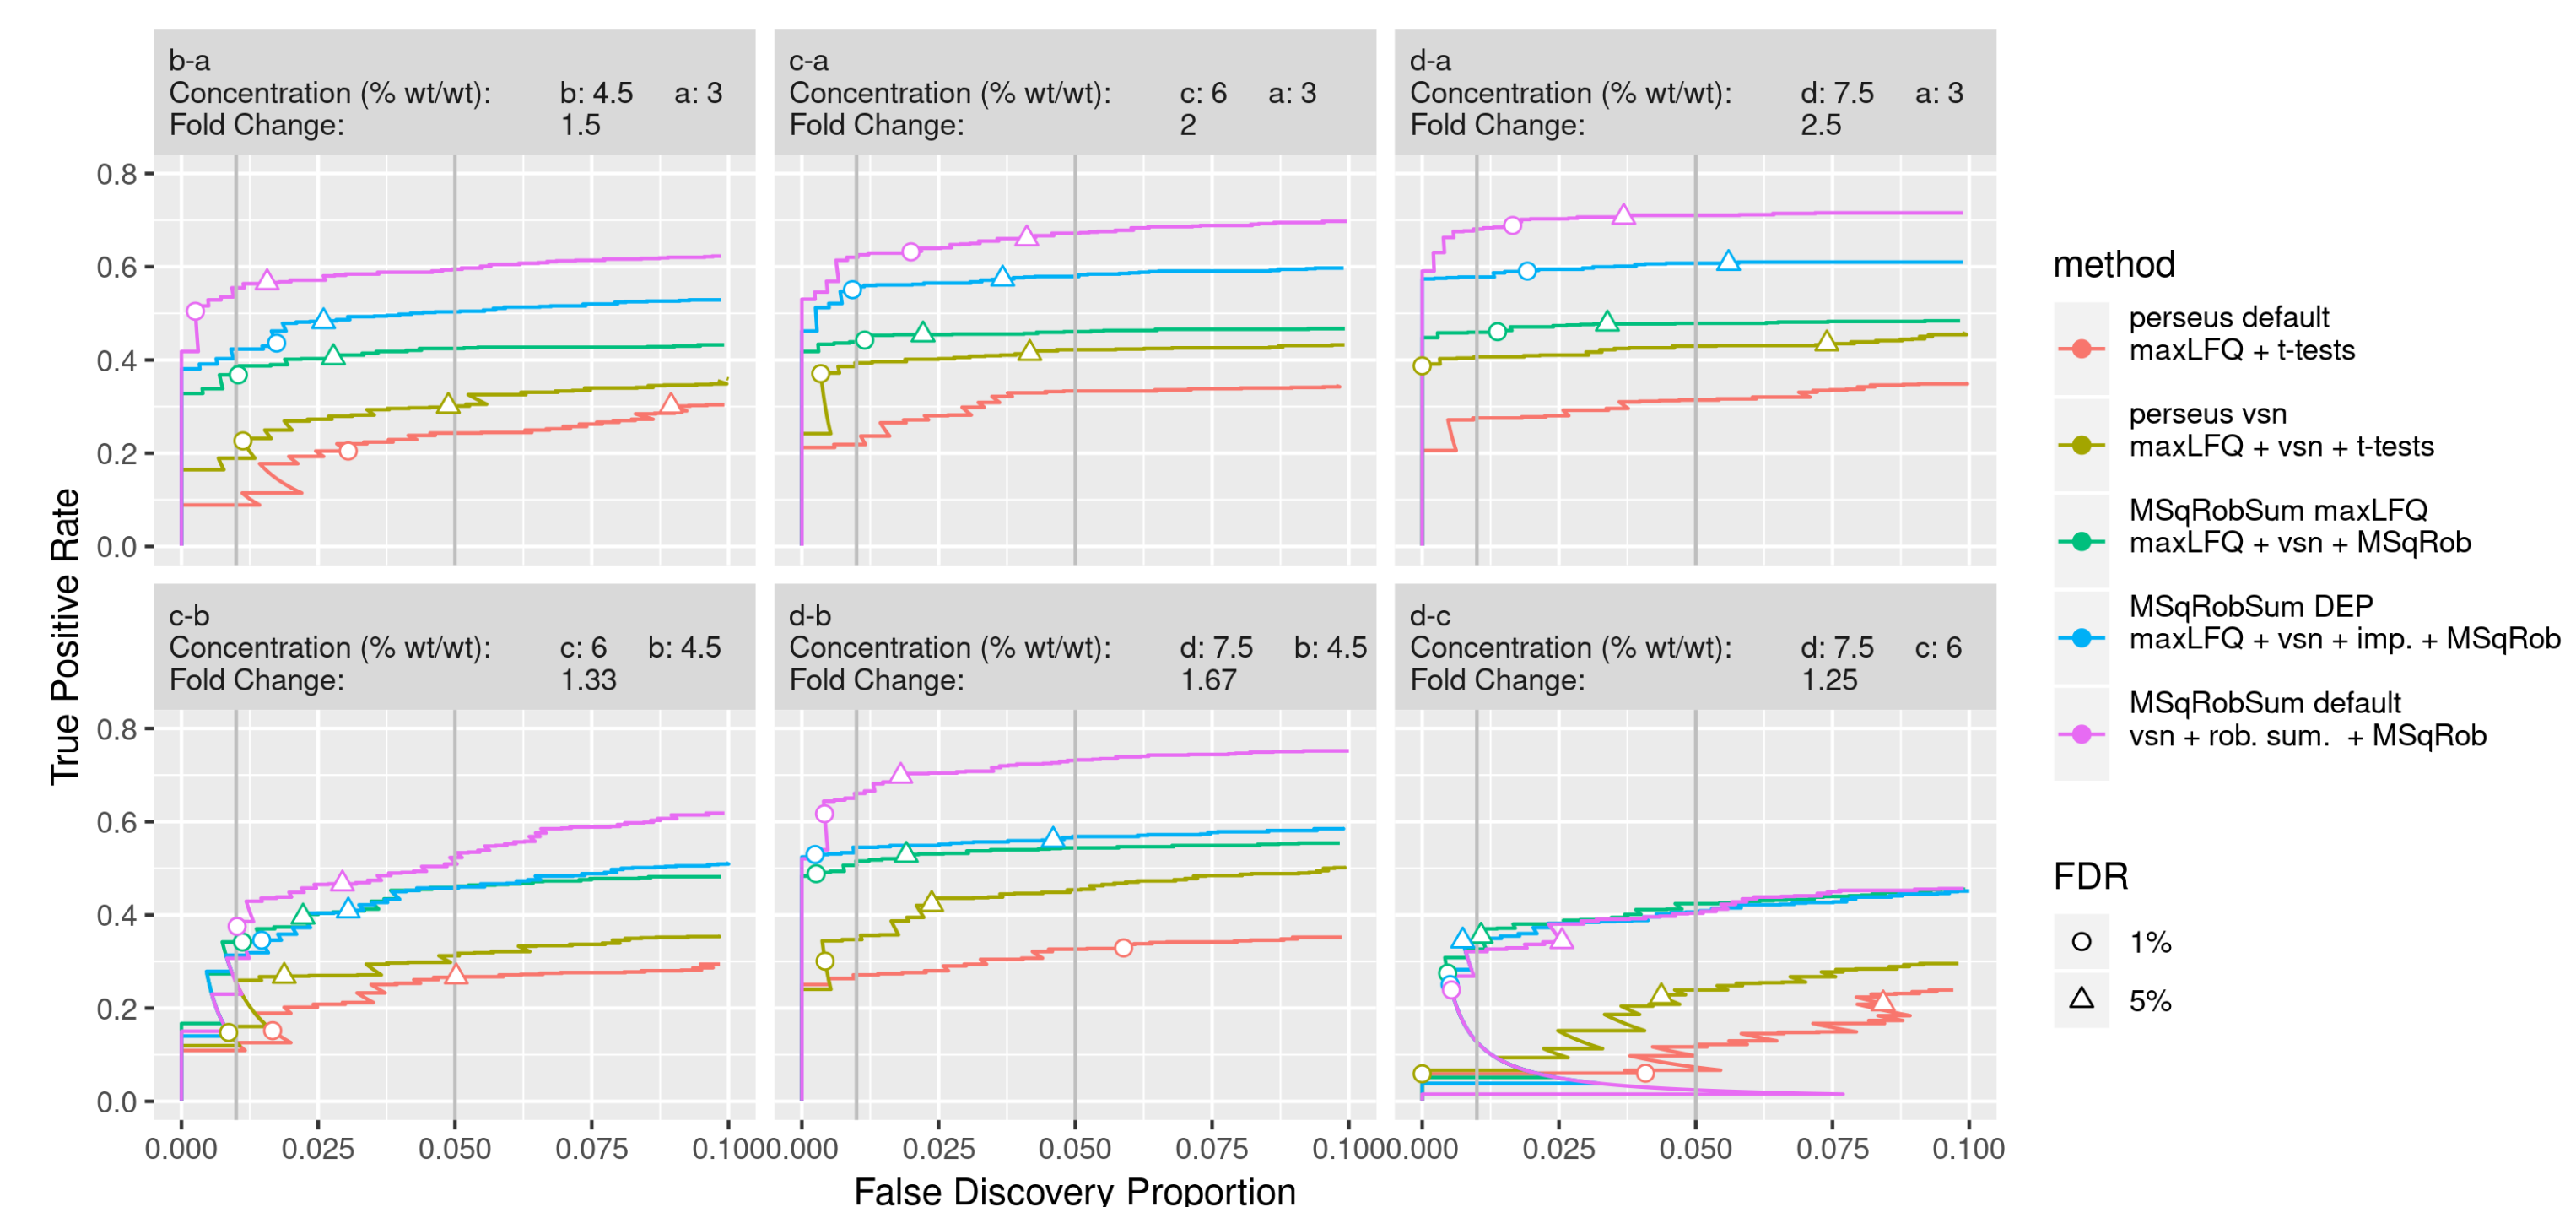 b-a
Concentration (% wt/wt): b: 4.5 a: 3
Fold Change: 1.5
c-a
Concentration (% wt/wt): c: 6 a: 3
Fold Change: 2
d-a
Concentration (% wt/wt): d: 7.5 a: 3
Fold Change: 2.5
0.8
0.6
0.4
0.2
0.0
c-b
Concentration (% wt/wt): c: 6 b: 4.5
Fold Change: 1.33
d-b
Concentration (% wt/wt): d: 7.5 b: 4.5
Fold Change: 1.67
d-c
Concentration (% wt/wt): d: 7.5 c: 6
Fold Change: 1.25
0.8
0.6
0.4
0.2
0.0
True Positive Rate
0.000 0.025 0.050 0.075 0.100
0.000 0.025 0.050 0.075 0.100
0.000 0.025 0.050 0.075 0.100
False Discovery Proportion
method
perseus default
maxLFQ + t-tests
perseus vsn
maxLFQ + vsn + t-tests
MSqRobSum maxLFQ
maxLFQ + vsn + MSqRob
MSqRobSum DEP
maxLFQ + vsn + imp. + MSqRob
MSqRobSum default
vsn + rob. sum. + MSqRob
FDR
1%
5%